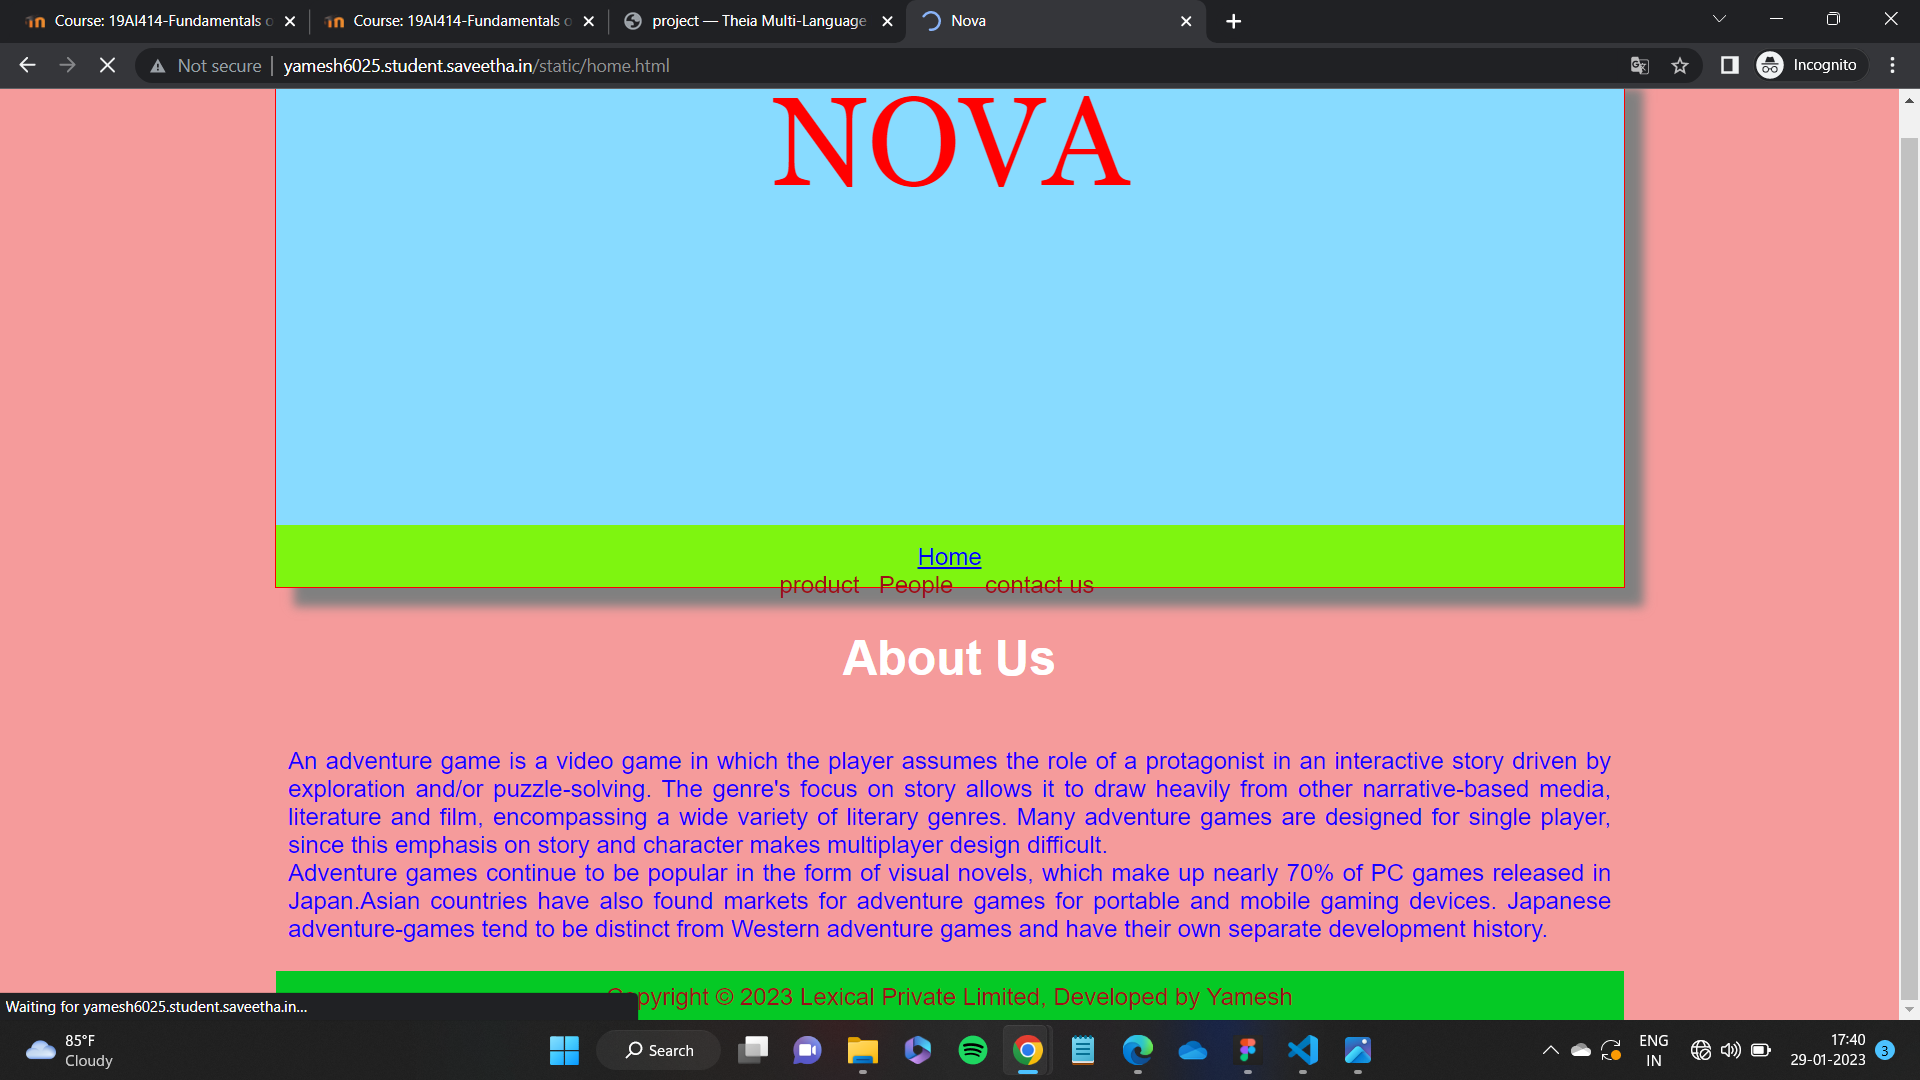 Course: 19AI414-Fundamentals o
Course: 19AI414-Fundamentals o
project — Theia Multi-Language
Nova
Not secure
yamesh6025.student.saveetha.in/static/home.html
Incognito
NOVA
Home
product People contact us
About Us
An adventure game is a video game in which the player assumes the role of a protagonist in an interactive story driven by
exploration and/or puzzle-solving. The genre's focus on story allows it to draw heavily from other narrative-based media,
literature and film, encompassing a wide variety of literary genres. Many adventure games are designed for single player,
since this emphasis on story and character makes multiplayer design difficult.
Adventure games continue to be popular in the form of visual novels, which make up nearly 70% of PC games released in
Japan.Asian countries have also found markets for adventure games for portable and mobile gaming devices. Japanese
adventure-games tend to be distinct from Western adventure games and have their own separate development history.
Copyright © 2023 Lexical Private Limited, Developed by Yamesh
Waiting for yamesh6025.student.saveetha.in...
85°F
Cloudy
Search
ENG
IN
17:40
29-01-2023
3